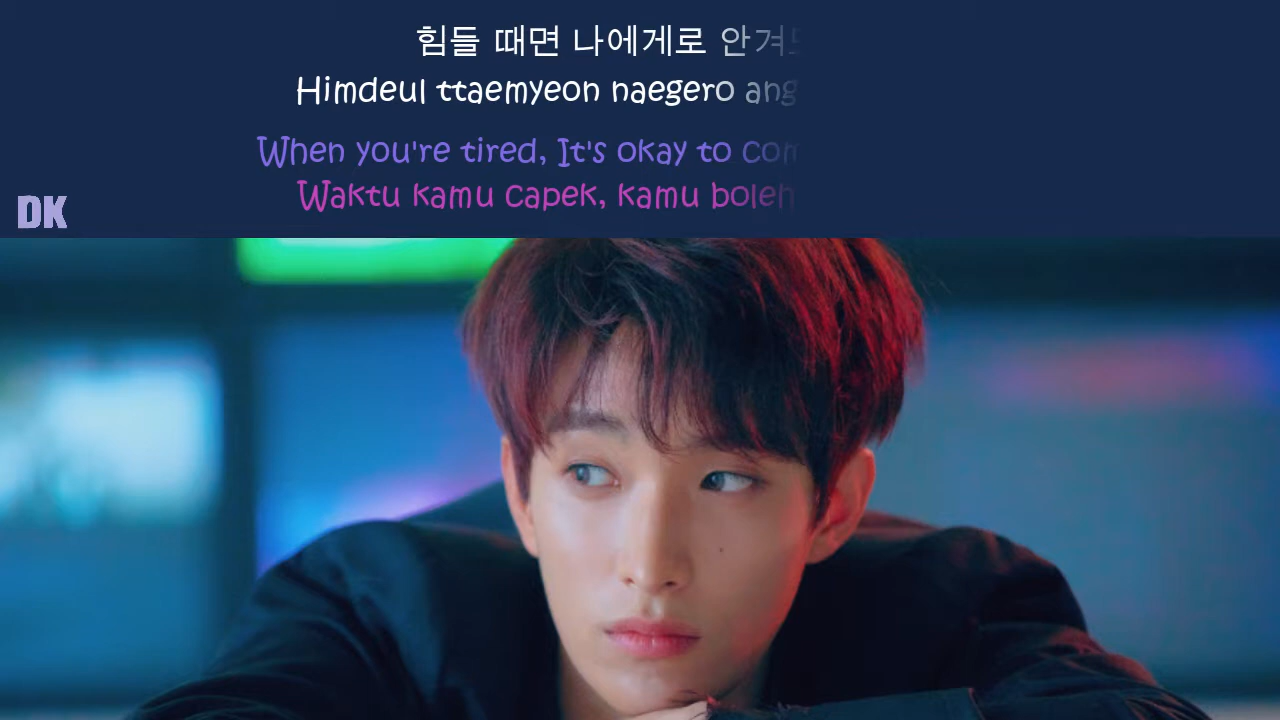 힘들 때면 나에게로
Himdeul ttaemyeon naegero
When you're tired, It's okay to
Waktu kamu capek, kamu boleh
DK